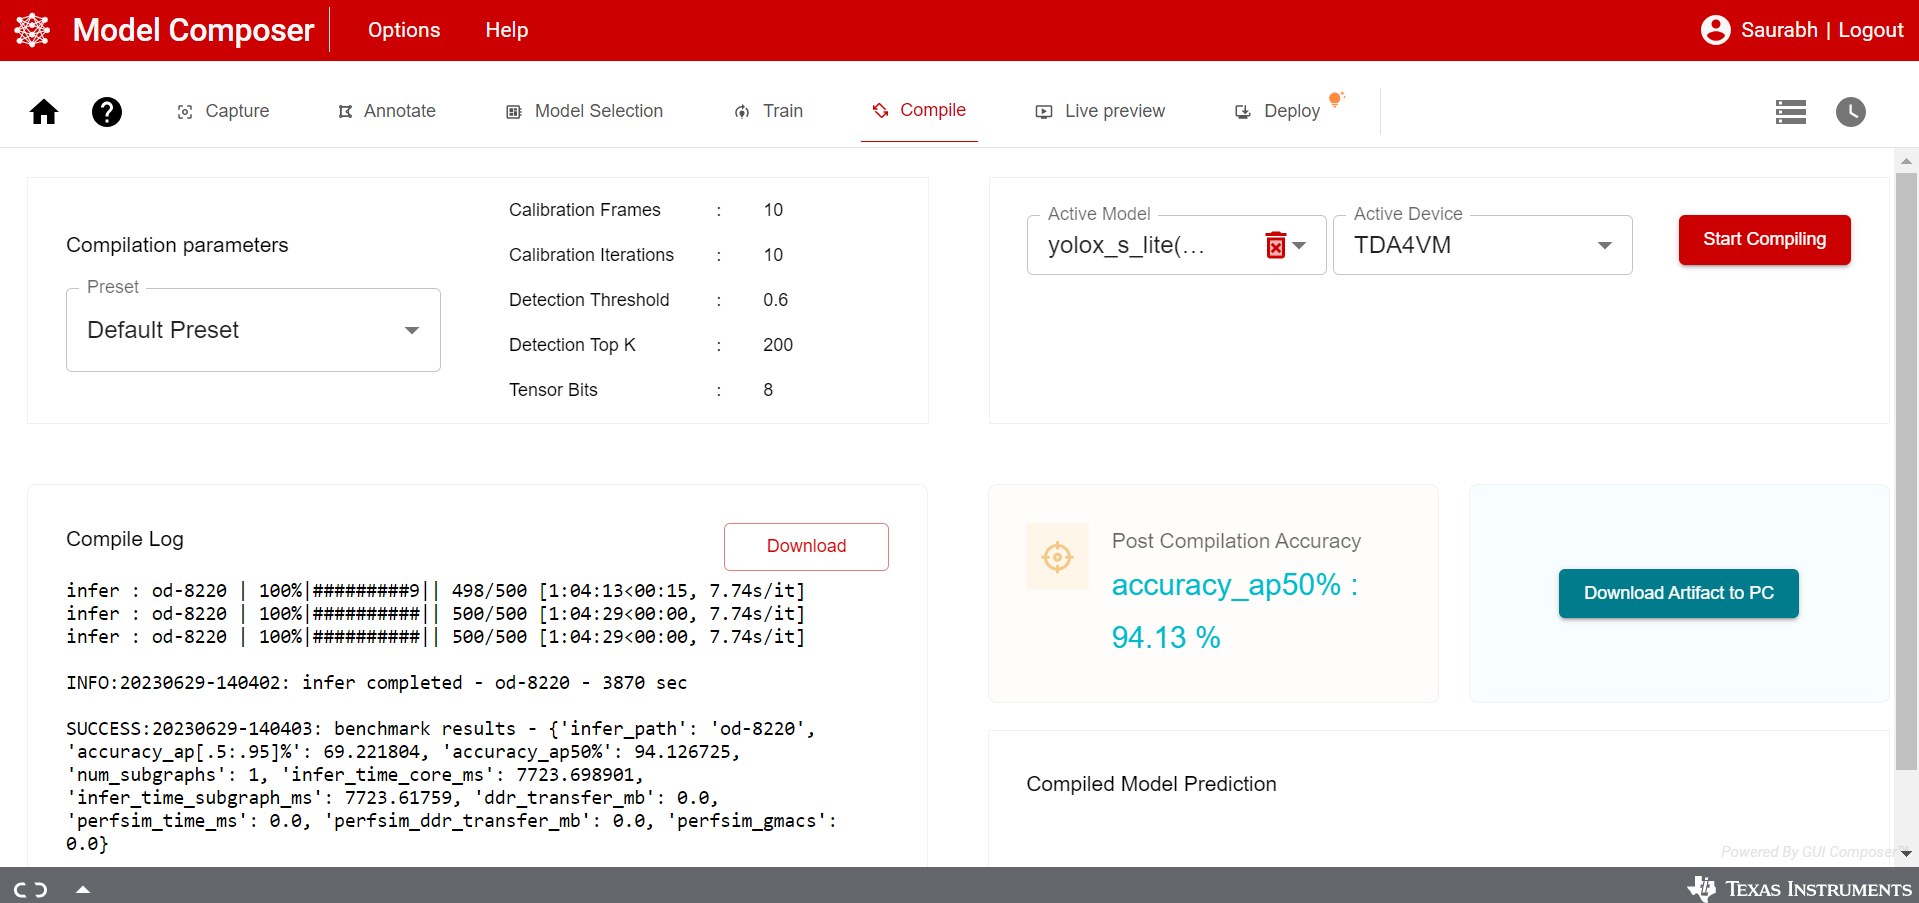 Model Composer
Options
Help
Saurabh | Logout
Capture
Annotate
Model Selection
Train
Compile
Live preview
Deploy
Compilation parameters
Preset
Default Preset
Calibration Frames : 10
Calibration Iterations : 10
Detection Threshold : 0.6
Detection Top K : 200
Tensor Bits : 8
Active Model
yolox_s_lite(...
Active Device
TDA4VM
Start Compiling
Compile Log
Download
infer : od-8220 | 100%|#########9|| 498/500 [1:04:13<00:15, 7.74s/it]
infer : od-8220 | 100%|##########|| 500/500 [1:04:29<00:00, 7.74s/it]
infer : od-8220 | 100%|##########|| 500/500 [1:04:29<00:00, 7.74s/it]
INFO:20230629-140402: infer completed - od-8220 - 3870 sec
SUCCESS:20230629-140403: benchmark results - {'infer_path': 'od-8220',
'accuracy_ap[.5:.95]%': 69.221804, 'accuracy_ap50%': 94.126725,
'num_subgraphs': 1, 'infer_time_core_ms': 7723.698901,
'infer_time_subgraph_ms': 7723.61759, 'ddr_transfer_mb': 0.0,
'perfsim_time_ms': 0.0, 'perfsim_ddr_transfer_mb': 0.0, 'perfsim_gmacs':
0.0}
Post Compilation Accuracy
accuracy_ap50% :
94.13 %
Download Artifact to PC
Compiled Model Prediction
Powered By GUI Composer™
TEXAS INSTRUMENTS